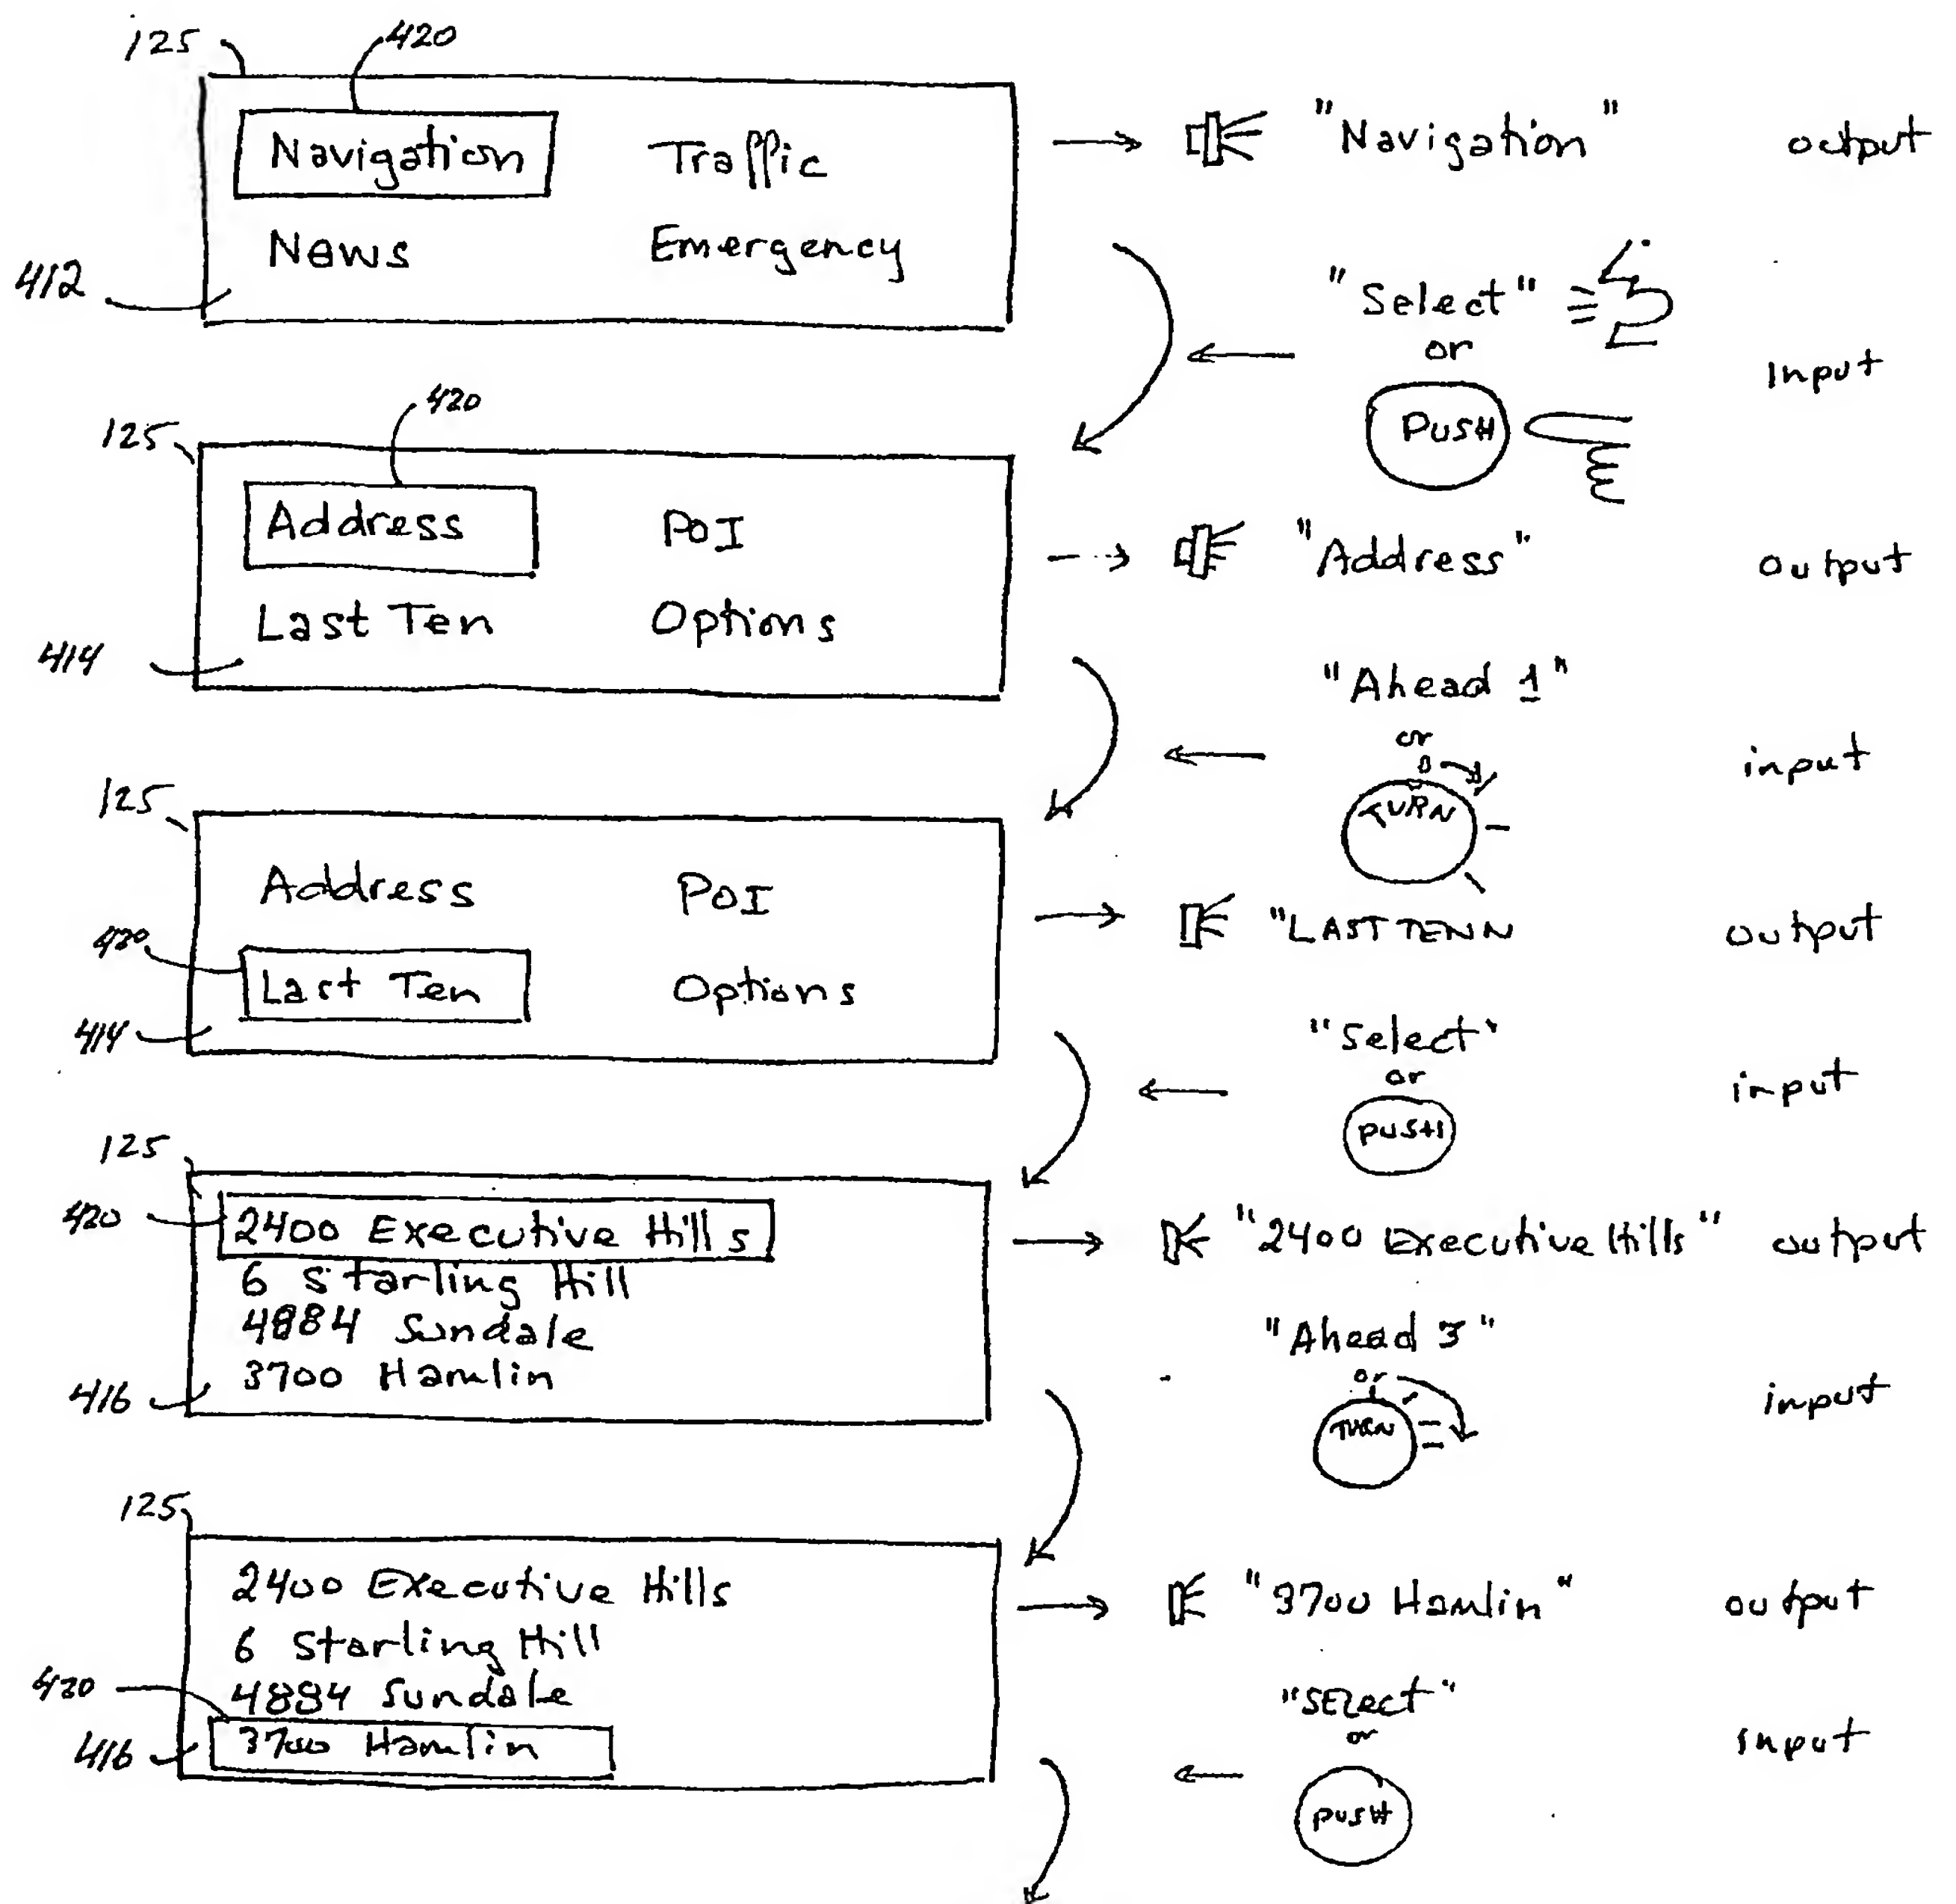 125
420
Navigation Traffic
News Emergency
412
"Navigation" output
"Select"
or
PUSH
Input
125
420
Address POI
Last Ten Options
414
"Address" output
"Ahead 1"
or
TURN
input
125
Address POI
420
Last Ten Options
414
"LAST TENN output
"Select"
or
PUSH
input
125
420
2400 Executive Hills
6 Starling Hill
4884 Sundale
3700 Hamlin
416
"2400 Executive Hills" output
"Ahead 3"
or
TURN
input
125
2400 Executive Hills
6 Starling Hill
4884 Sundale
420
3700 Hamlin
416
"3700 Hamlin" output
"SElect"
or
PUSH
input